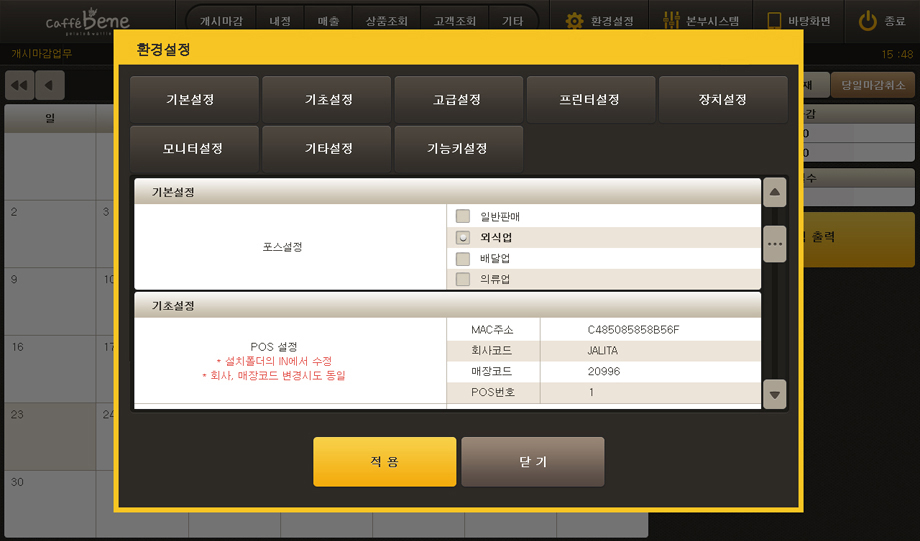 caffé bene
개시마감
내정
매출
상품조회
고객조회
기타
환경설정
본부시스템
바탕화면
종료
개시마감업무
15 :48
환경설정
당일마감취소
일
기본설정
기초설정
고급설정
프린터설정
장치설정
모니터설정
기타설정
기능키설정
기본설정
포스설정
일반판매
외식업
배달업
의류업
기초설정
POS 설정
* 설치폴더의 INI에서 수정
* 회사, 매장코드 변경시도 동일
MAC주소 C485085858B56F
회사코드 JALITA
매장코드 20996
POS번호 1
적 용
닫 기
출력
2
3
9
10
16
17
23
24
30